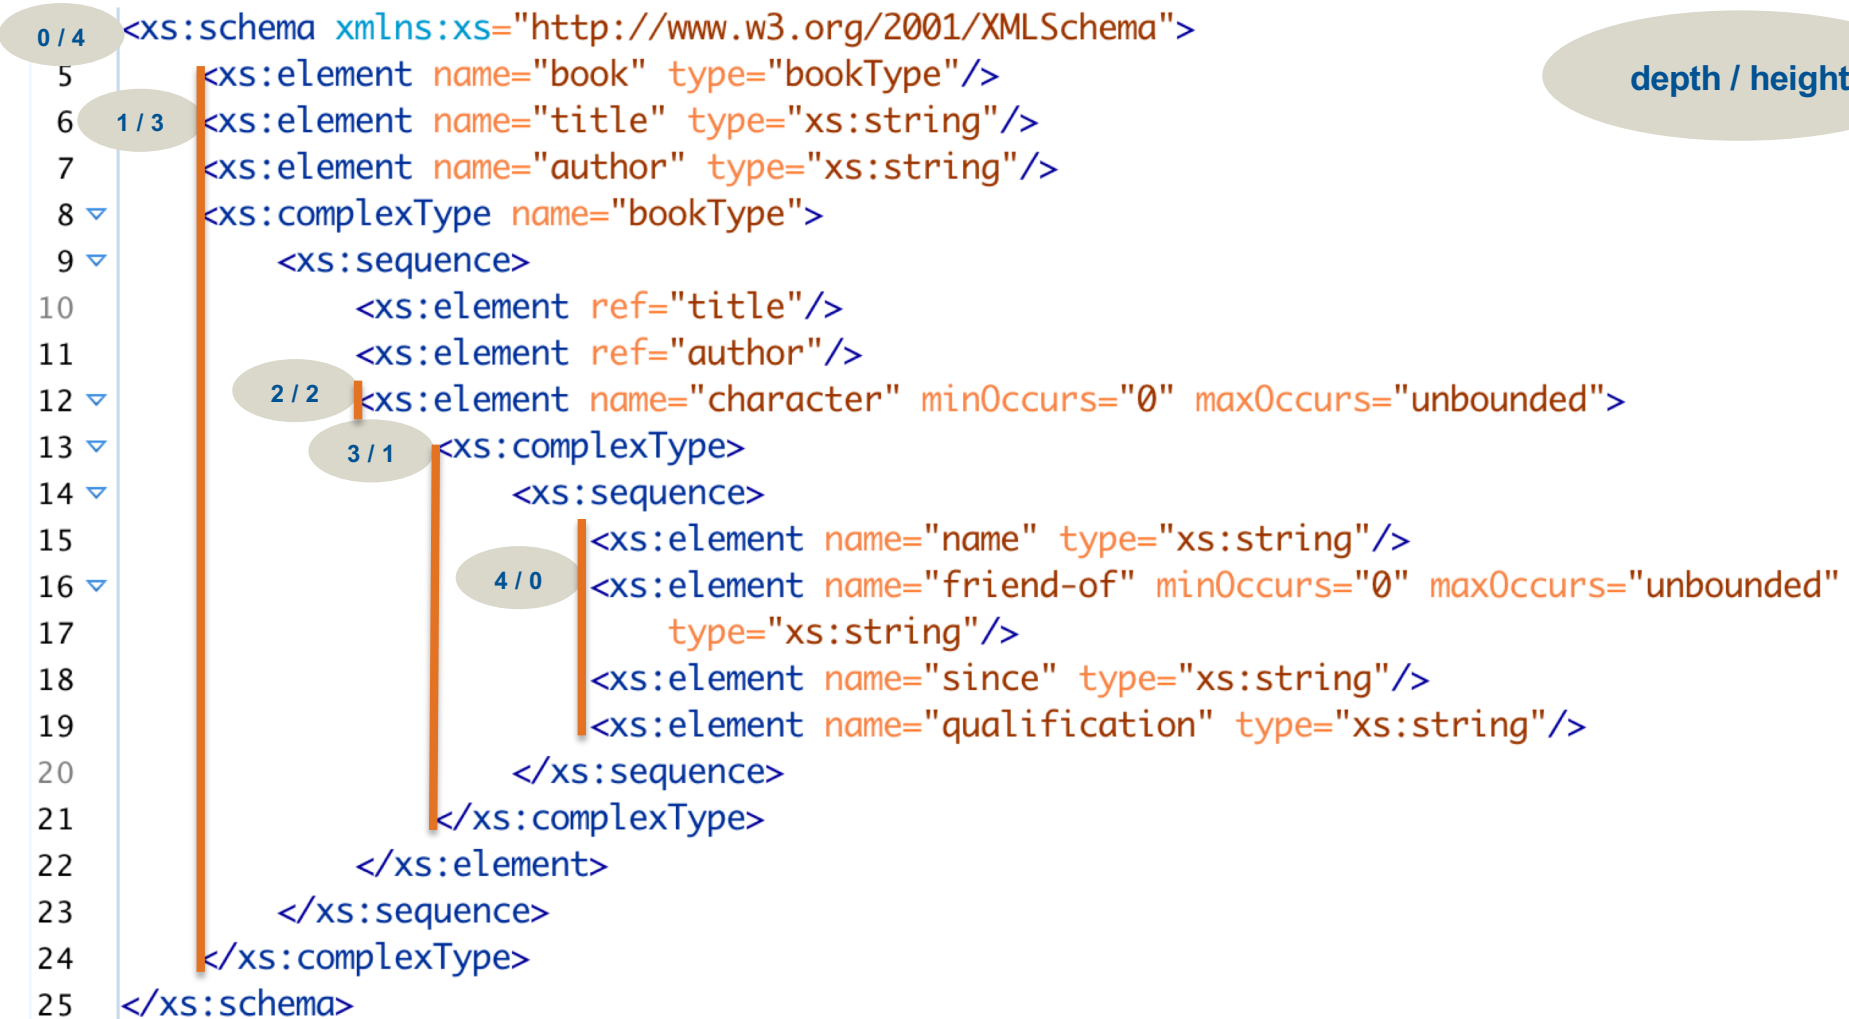 0 / 4 <xs:schema xmlns:xs="http://www.w3.org/2001/XMLSchema">
depth / height
5 <xs:element name="book" type="bookType"/>
6 1 / 3 <xs:element name="title" type="xs:string"/>
7 <xs:element name="author" type="xs:string"/>
8 <xs:complexType name="bookType">
9 <xs:sequence>
10 <xs:element ref="title"/>
11 <xs:element ref="author"/>
12 2 / 2 <xs:element name="character" minOccurs="0" maxOccurs="unbounded">
13 3 / 1 <xs:complexType>
14 <xs:sequence>
15 <xs:element name="name" type="xs:string"/>
16 4 / 0 <xs:element name="friend-of" minOccurs="0" maxOccurs="unbounded"
17 type="xs:string"/>
18 <xs:element name="since" type="xs:string"/>
19 <xs:element name="qualification" type="xs:string"/>
20 </xs:sequence>
21 </xs:complexType>
22 </xs:element>
23 </xs:sequence>
24 </xs:complexType>
25 </xs:schema>